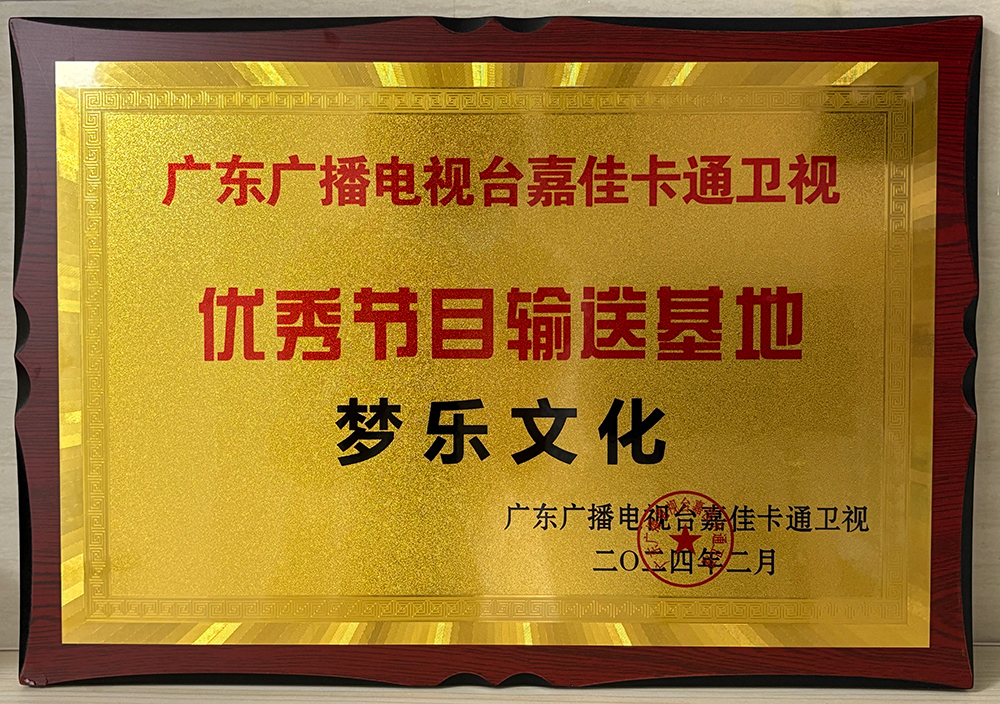 广东广播电视台嘉佳卡通卫视
优秀节目输送基地
梦乐文化
广东广播电视台嘉佳卡通卫视
二〇二四年二月